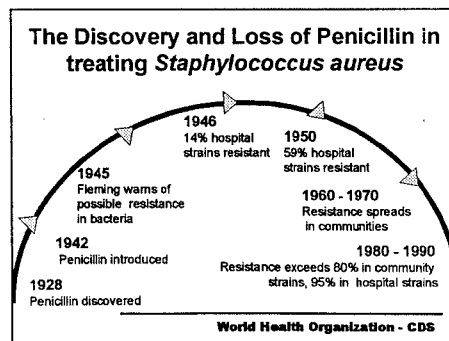 The Discovery and Loss of Penicillin in
treating Staphylococcus aureus
1946
14% hospital
strains resistant
1950
59% hospital
strains resistant
1945
Fleming warns of
possible resistance
in bacteria
1960 - 1970
Resistance spreads
in communities
1942
Penicillin introduced
1980 - 1990
Resistance exceeds 80% in community
strains, 95% in hospital strains
1928
Penicillin discovered
World Health Organization - CDS